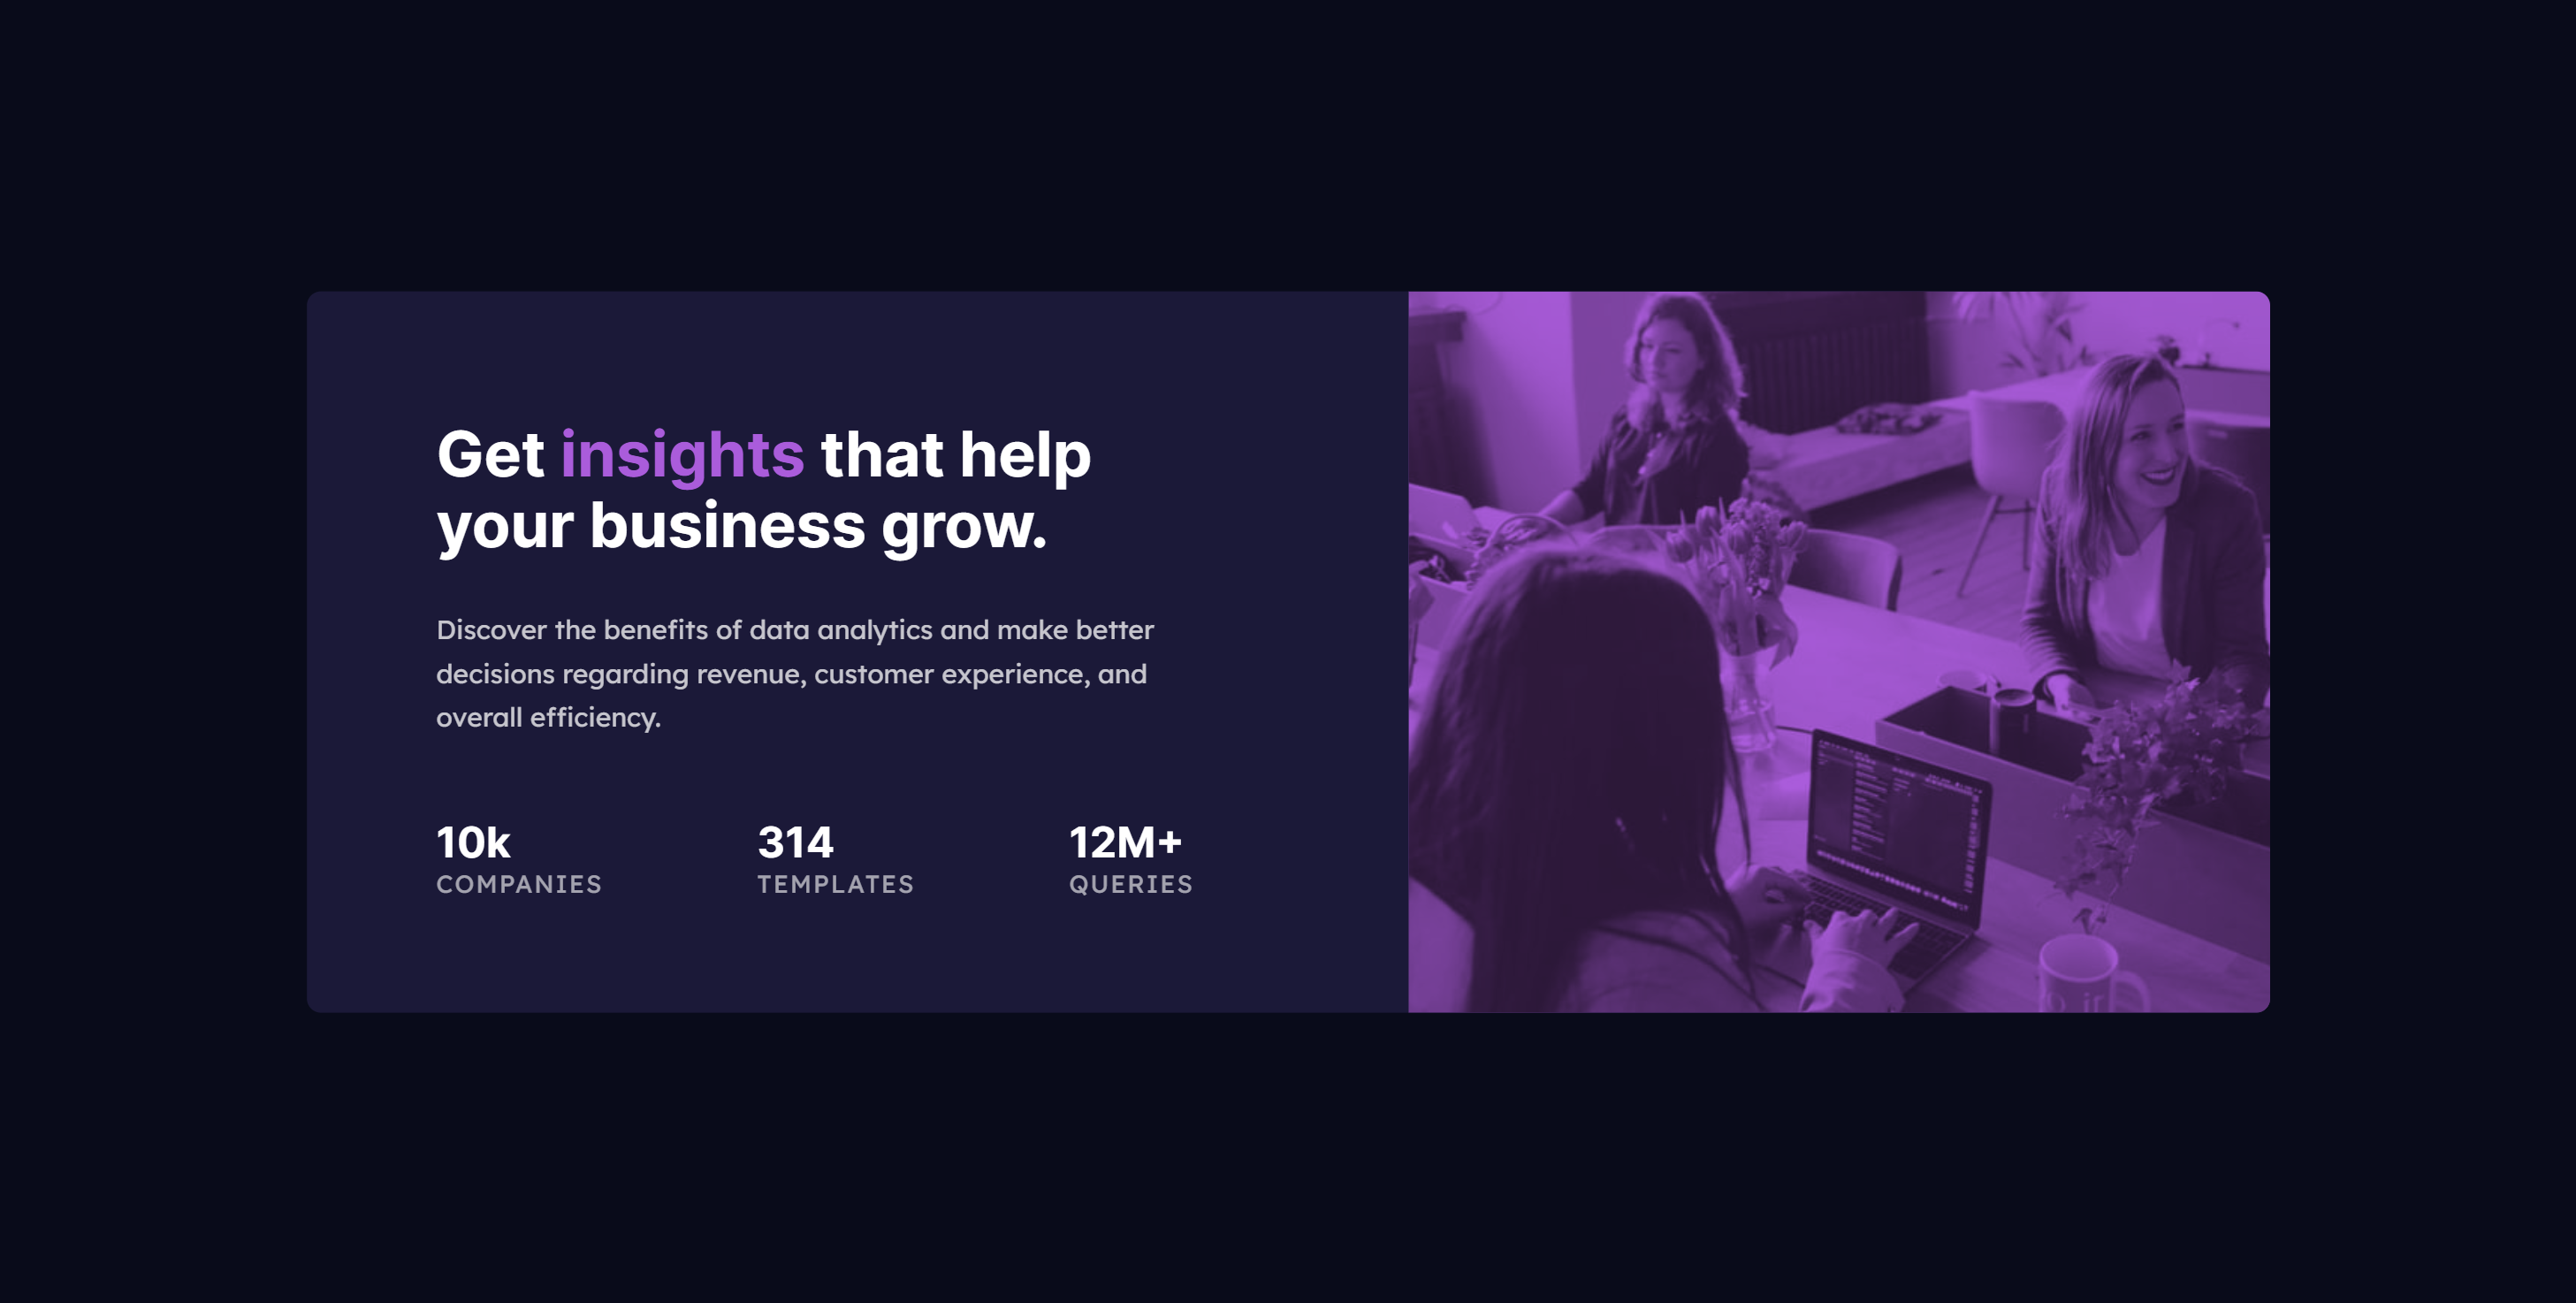 Get insights that help
your business grow.
Discover the benefits of data analytics and make better
decisions regarding revenue, customer experience, and
overall efficiency.
10k
COMPANIES
314
TEMPLATES
12M+
QUERIES